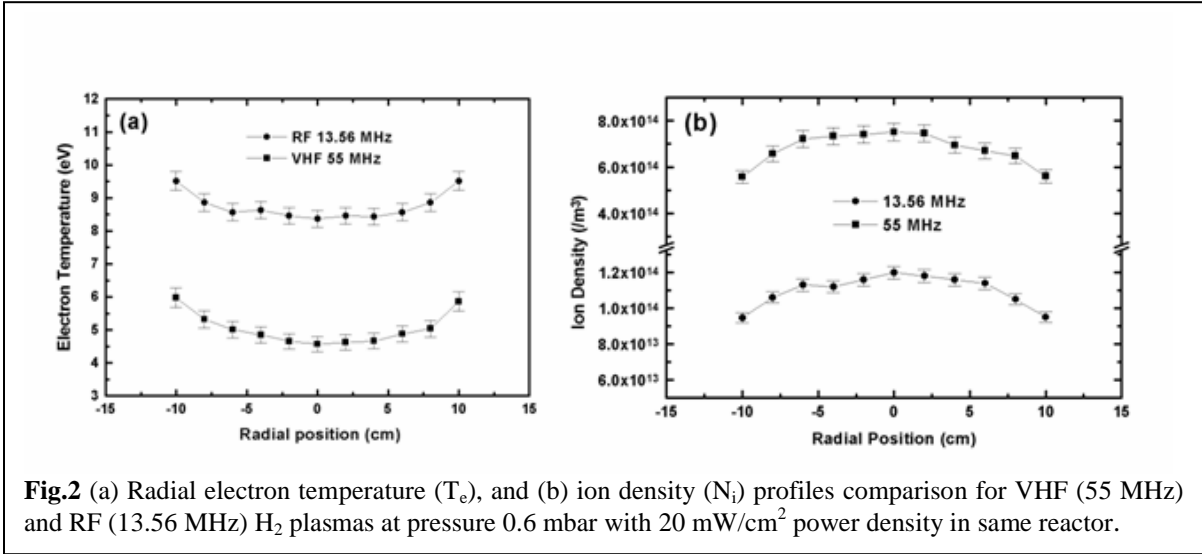 12
11
10
9
8
7
6
5
4
3
Electron Temperature (eV)
(a)
RF 13.56 MHz
VHF 55 MHz
-15 -10 -5 0 5 10 15
Radial position (cm)
8.0x10¹⁴
6.0x10¹⁴
4.0x10¹⁴
1.2x10¹⁴
1.0x10¹⁴
8.0x10¹³
6.0x10¹³
Ion Density (/m³)
(b)
13.56 MHz
55 MHz
-15 -10 -5 0 5 10 15
Radial Position (cm)
Fig.2 (a) Radial electron temperature (Tₑ), and (b) ion density (Nᵢ) profiles comparison for VHF (55 MHz)
and RF (13.56 MHz) H₂ plasmas at pressure 0.6 mbar with 20 mW/cm² power density in same reactor.